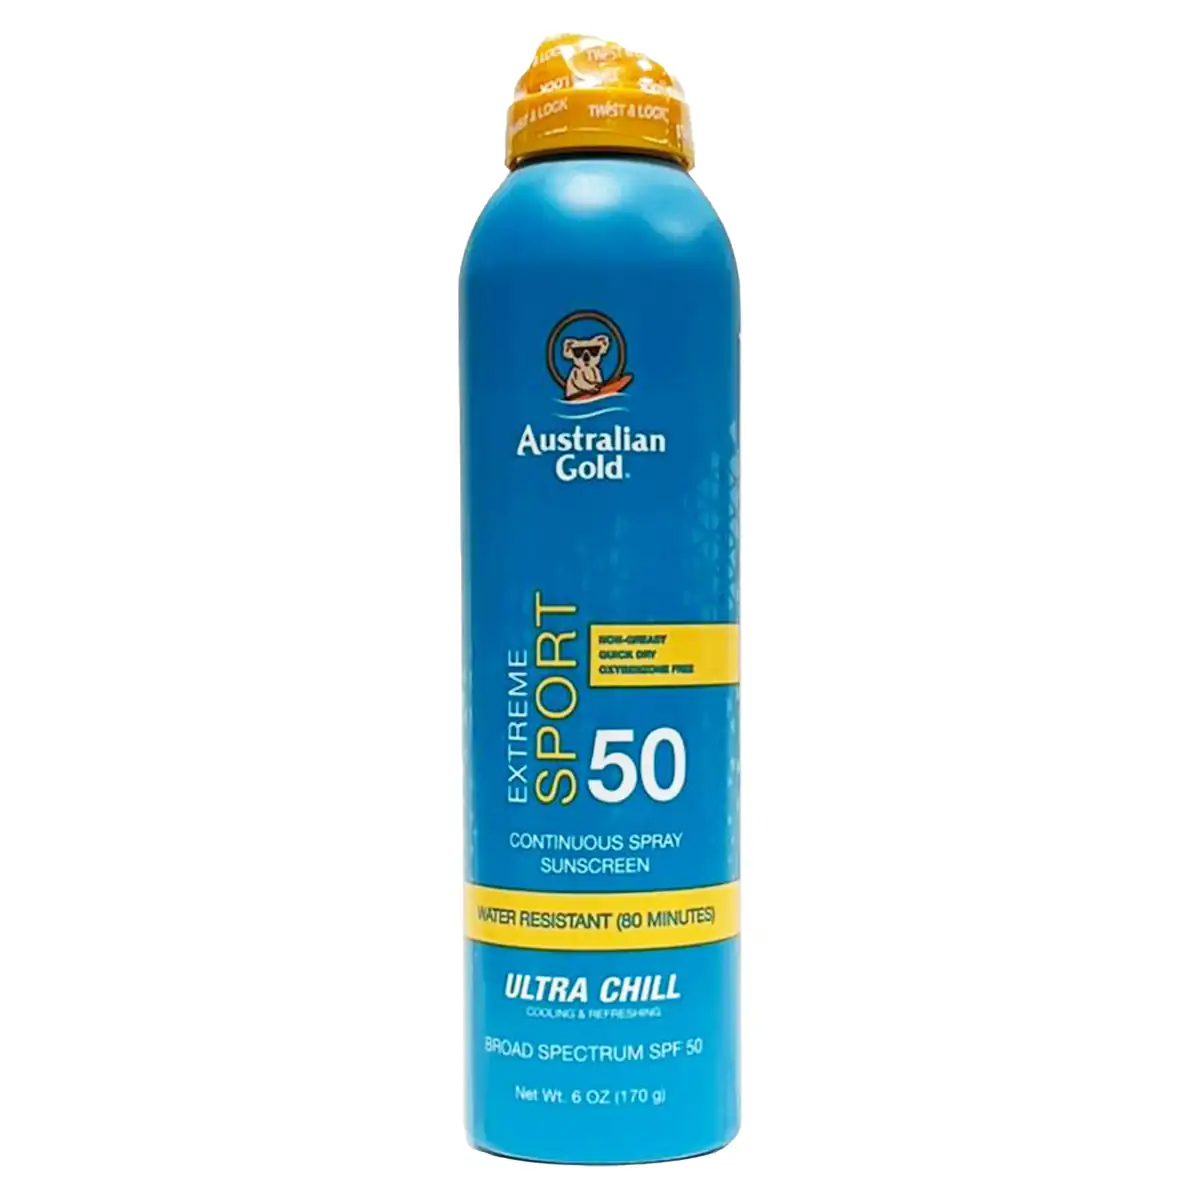 TWIST & LOCK
TWIST & LOCK
Australian
Gold
EXTREME
SPORT
NON-GREASY
QUICK DRY
OXYBENZONE FREE
50
CONTINUOUS SPRAY
SUNSCREEN
WATER RESISTANT (80 MINUTES)
ULTRA CHILL
COOLING & REFRESHING
BROAD SPECTRUM SPF 50
Net Wt. 6 OZ (170 g)